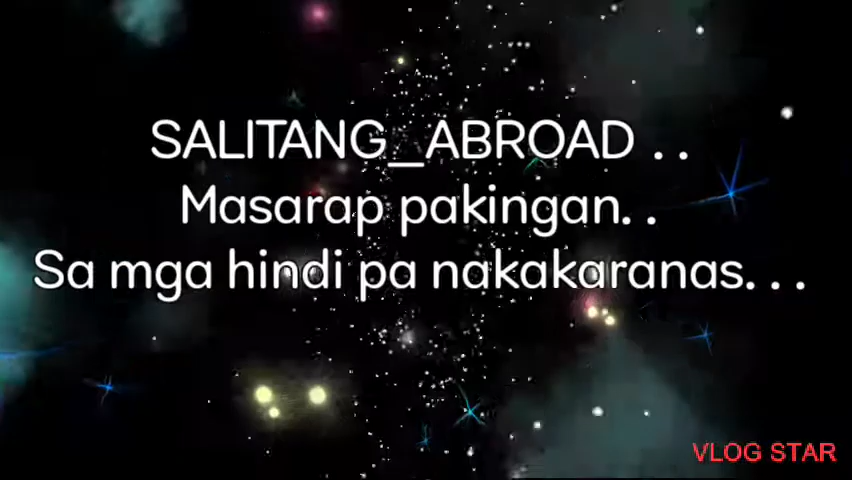 SALITANG_ABROAD . .
Masarap pakingan. .
Sa mga hindi pa nakakaranas. . .
VLOG STAR